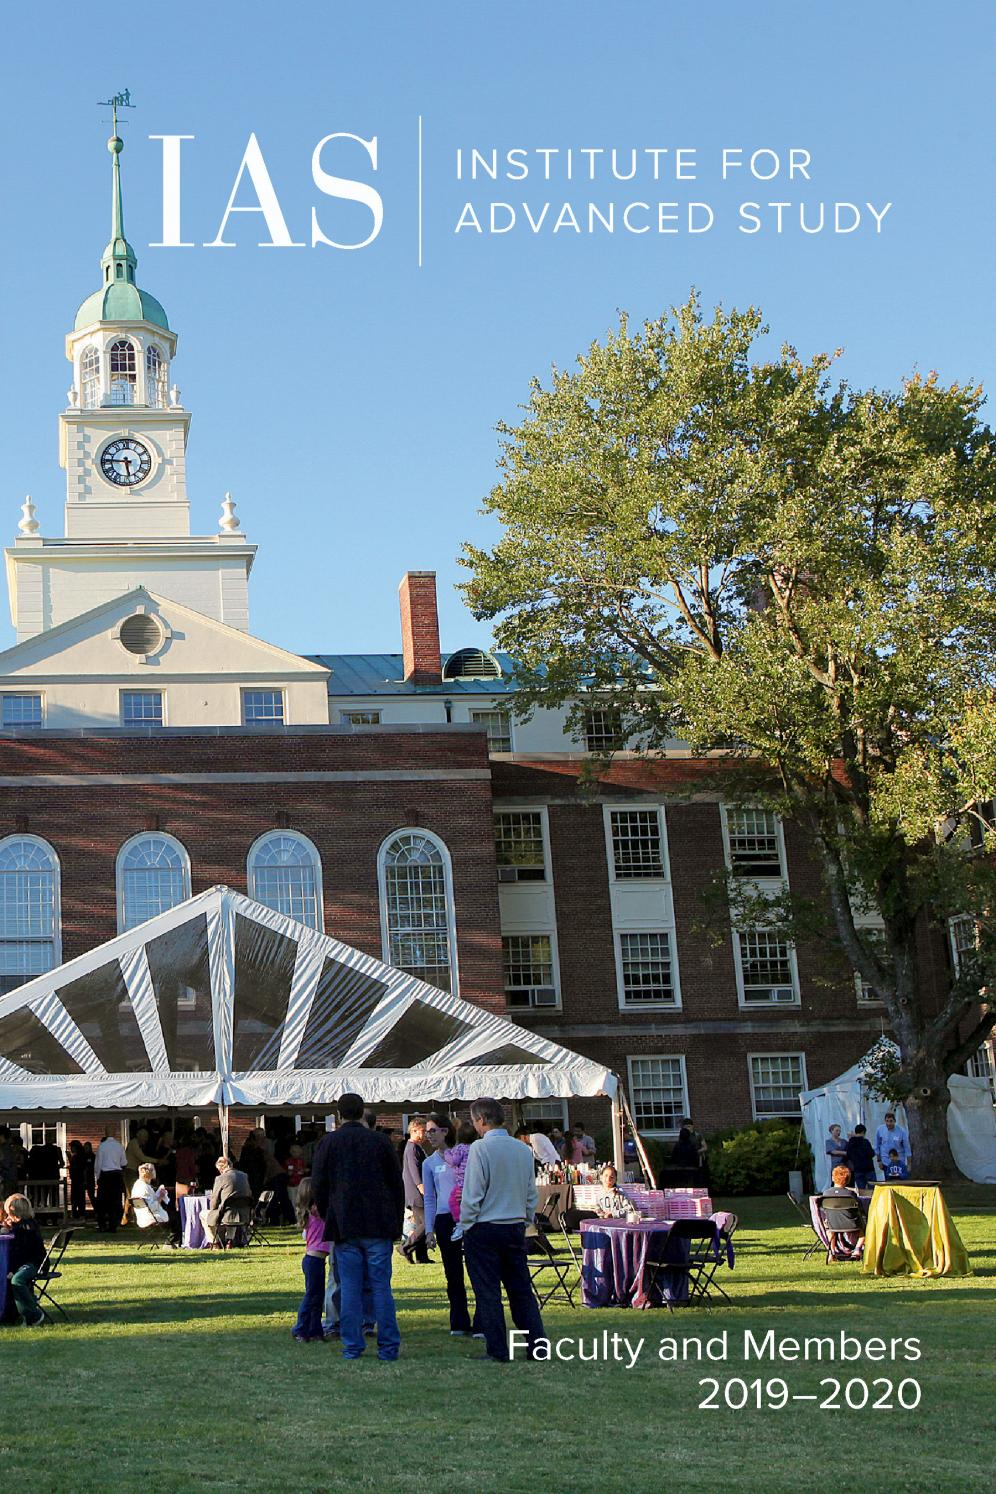 IAS
INSTITUTE FOR
ADVANCED STUDY
Faculty and Members
2019–2020